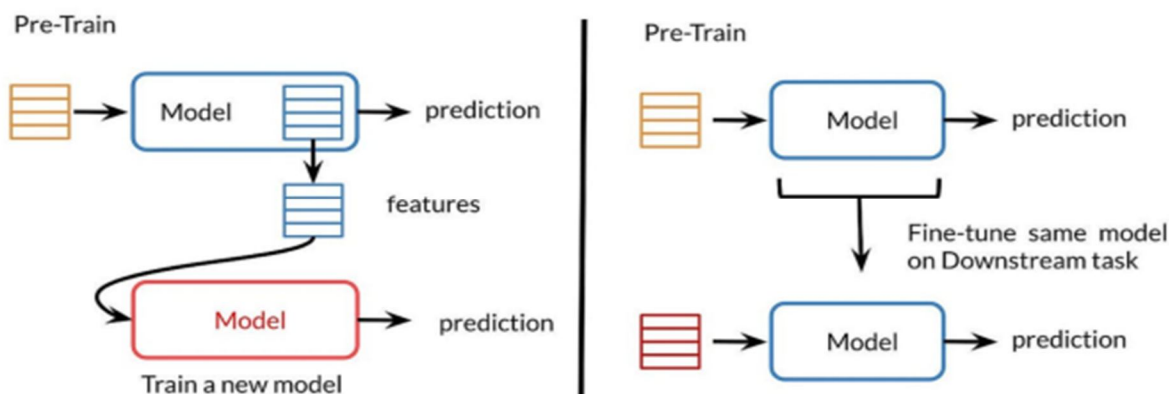 Pre-Train
Model
prediction
features
Model
prediction
Train a new model
Pre-Train
Model
prediction
Fine-tune same model
on Downstream task
Model
prediction